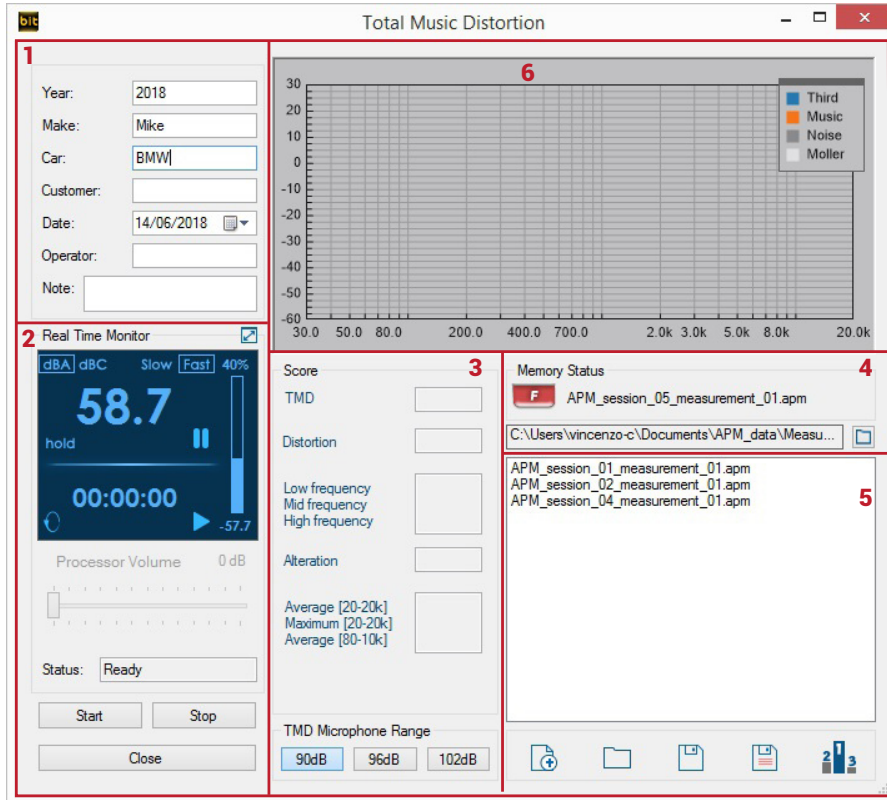 bit
Total Music Distortion
1
Year: 2018
Make: Mike
Car: BMW
Customer:
Date: 14/06/2018
Operator:
Note:
6
30
20
10
0
-10
-20
-30
-40
-50
-60
30.0 50.0 80.0 200.0 400.0 700.0 2.0k 3.0k 5.0k 8.0k 20.0k
Third
Music
Noise
Moller
2 Real Time Monitor
dBA dBC Slow Fast 40%
58.7
hold
00:00:00
-57.7
Processor Volume 0 dB
Status: Ready
Start Stop
Close
Score 3
TMD
Distortion
Low frequency
Mid frequency
High frequency
Alteration
Average [20-20k]
Maximum [20-20k]
Average [80-10k]
TMD Microphone Range
90dB 96dB 102dB
Memory Status 4
F APM_session_05_measurement_01.apm
C:\Users\vincenzo-c\Documents\APM_data\Measu...
APM_session_01_measurement_01.apm
APM_session_02_measurement_01.apm
APM_session_04_measurement_01.apm
5
2 1 3